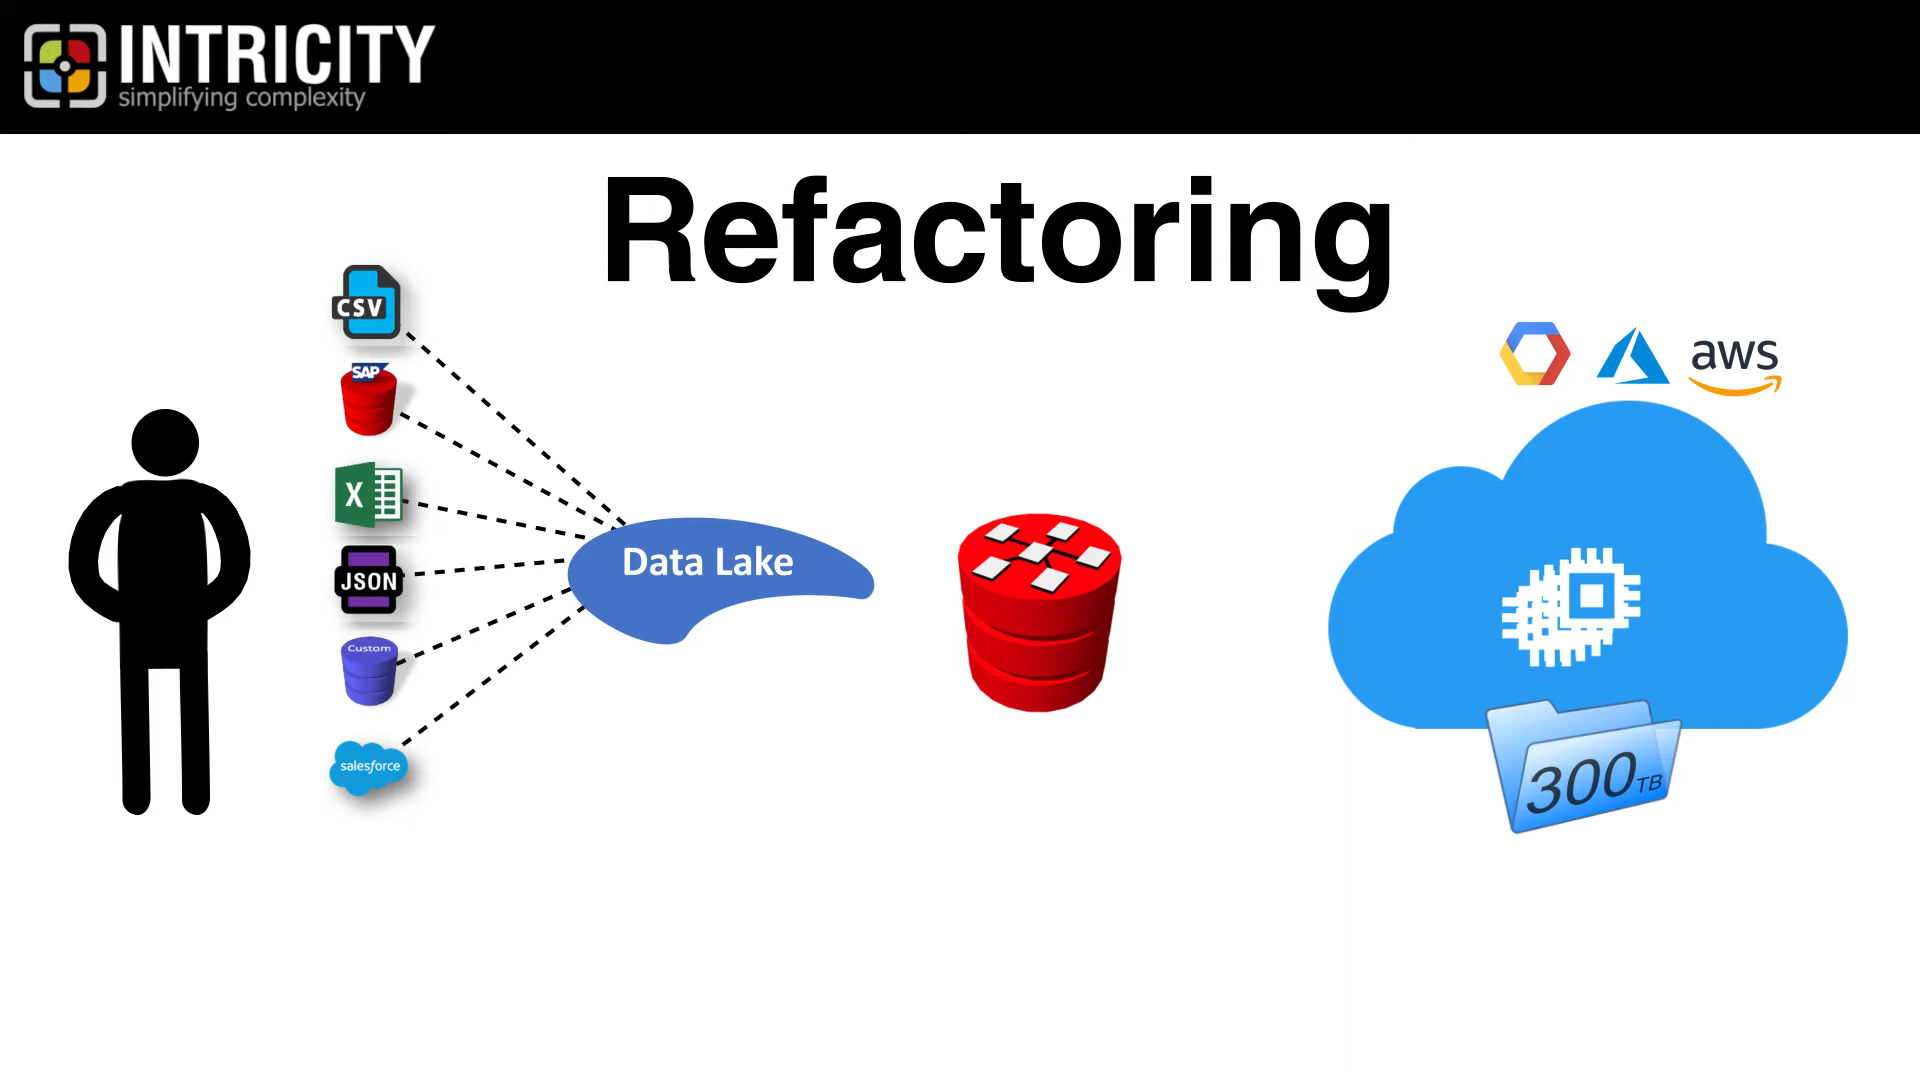 INTRICITY
simplifying complexity
Refactoring
CSV
SAP
X
JSON
Custom
salesforce
Data Lake
aws
300TB